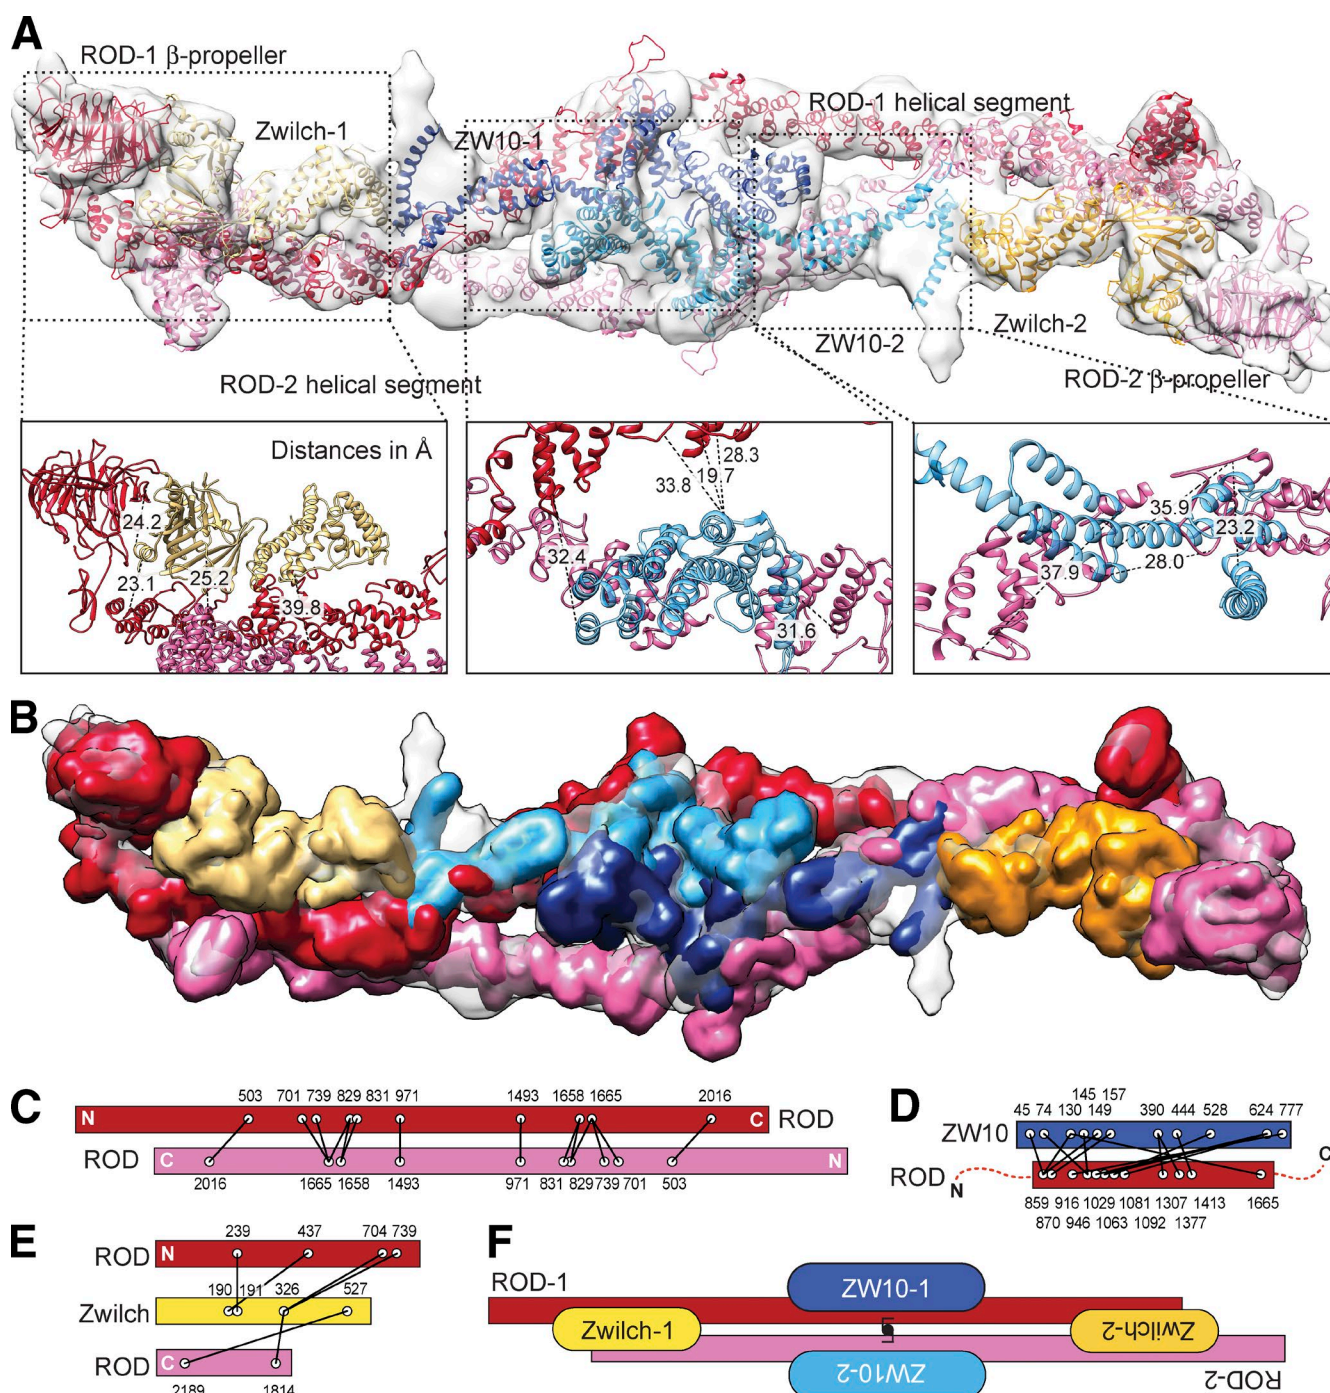 A
ROD-1 β-propeller
Zwilch-1
ZW10-1
ROD-1 helical segment
ZW10-2
Zwilch-2
ROD-2 β-propeller
ROD-2 helical segment
Distances in Å
24.2
23.1
25.2
39.8
28.3
19.7
33.8
32.4
31.6
35.9
23.2
28.0
37.9
B
C
503 701 739 829 831 971 1493 1658 1665 2016
N C ROD
ROD C N
2016 1665 1658 1493 971 831 829 739 701 503
D
145 157
45 74 130 149 390 444 528 624 777
ZW10
ROD N C
859 916 1029 1081 1307 1413 1665
870 946 1063 1092 1377
E
239 437 704 739
ROD N
190 191 326 527
Zwilch
ROD C
2189 1814
F
ROD-1
ZW10-1
Zwilch-1
Zwilch-2
ZW10-2
ROD-2